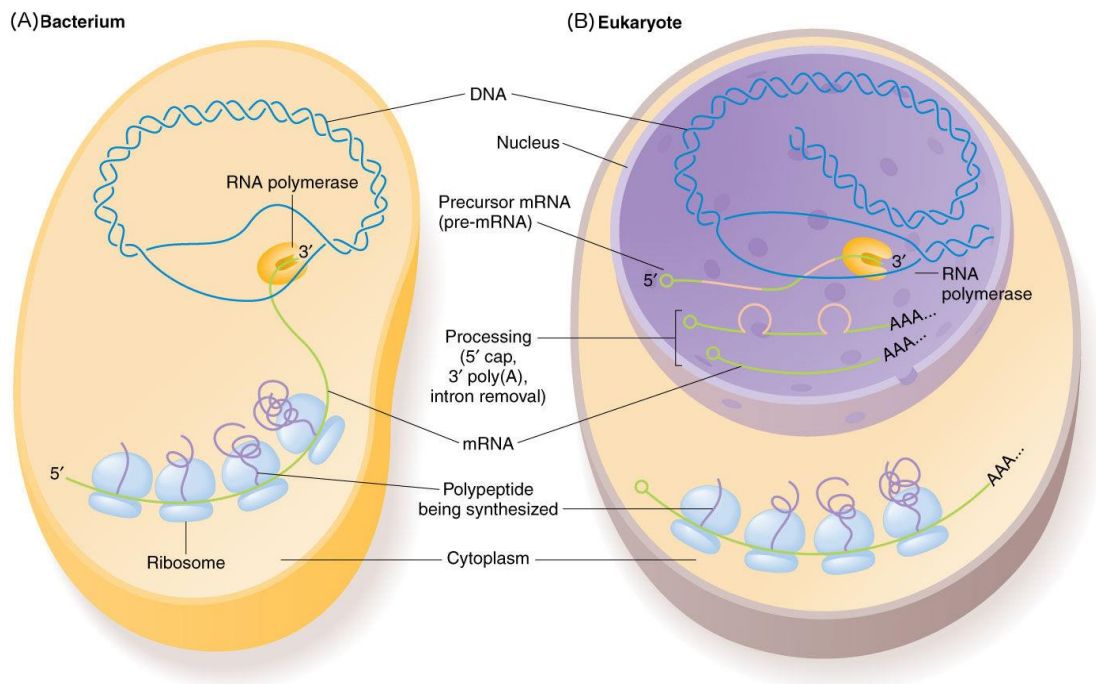 (A) Bacterium
(B) Eukaryote
DNA
Nucleus
RNA polymerase
Precursor mRNA
(pre-mRNA)
3′
3′
5′
RNA
polymerase
Processing
(5′ cap,
3′ poly(A),
intron removal)
AAA...
AAA...
mRNA
5′
AAA...
Polypeptide
being synthesized
Ribosome
Cytoplasm